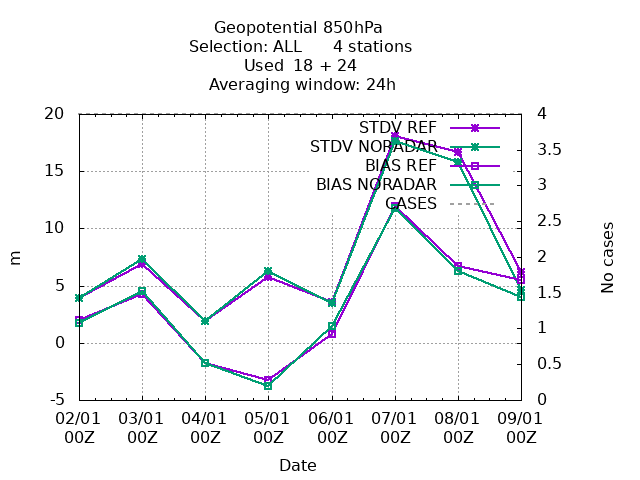 Geopotential 850hPa
Selection: ALL 4 stations
Used 18 + 24
Averaging window: 24h
20
15
10
5
0
-5
m
STDV REF
STDV NORADAR
BIAS REF
BIAS NORADAR
CASES
4
3.5
3
2.5
2
1.5
1
0.5
0
No cases
02/01 03/01 04/01 05/01 06/01 07/01 08/01 09/01
00Z 00Z 00Z 00Z 00Z 00Z 00Z 00Z
Date